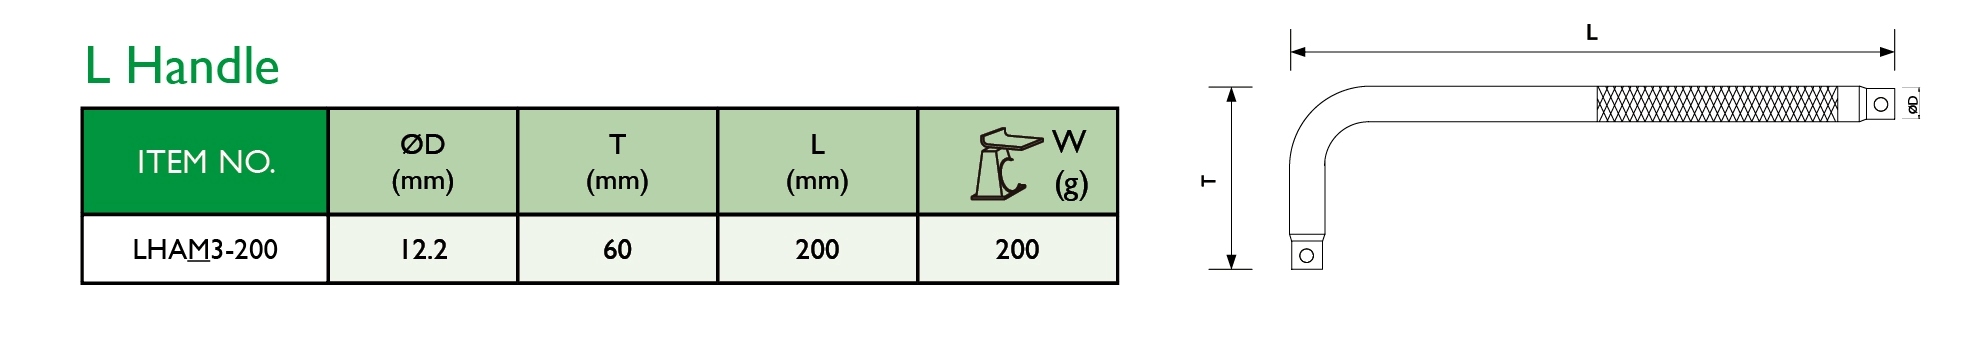 L Handle
ITEM NO. ØD (mm) T (mm) L (mm) W (g)
LHAM3-200 12.2 60 200 200
L
T
ØD